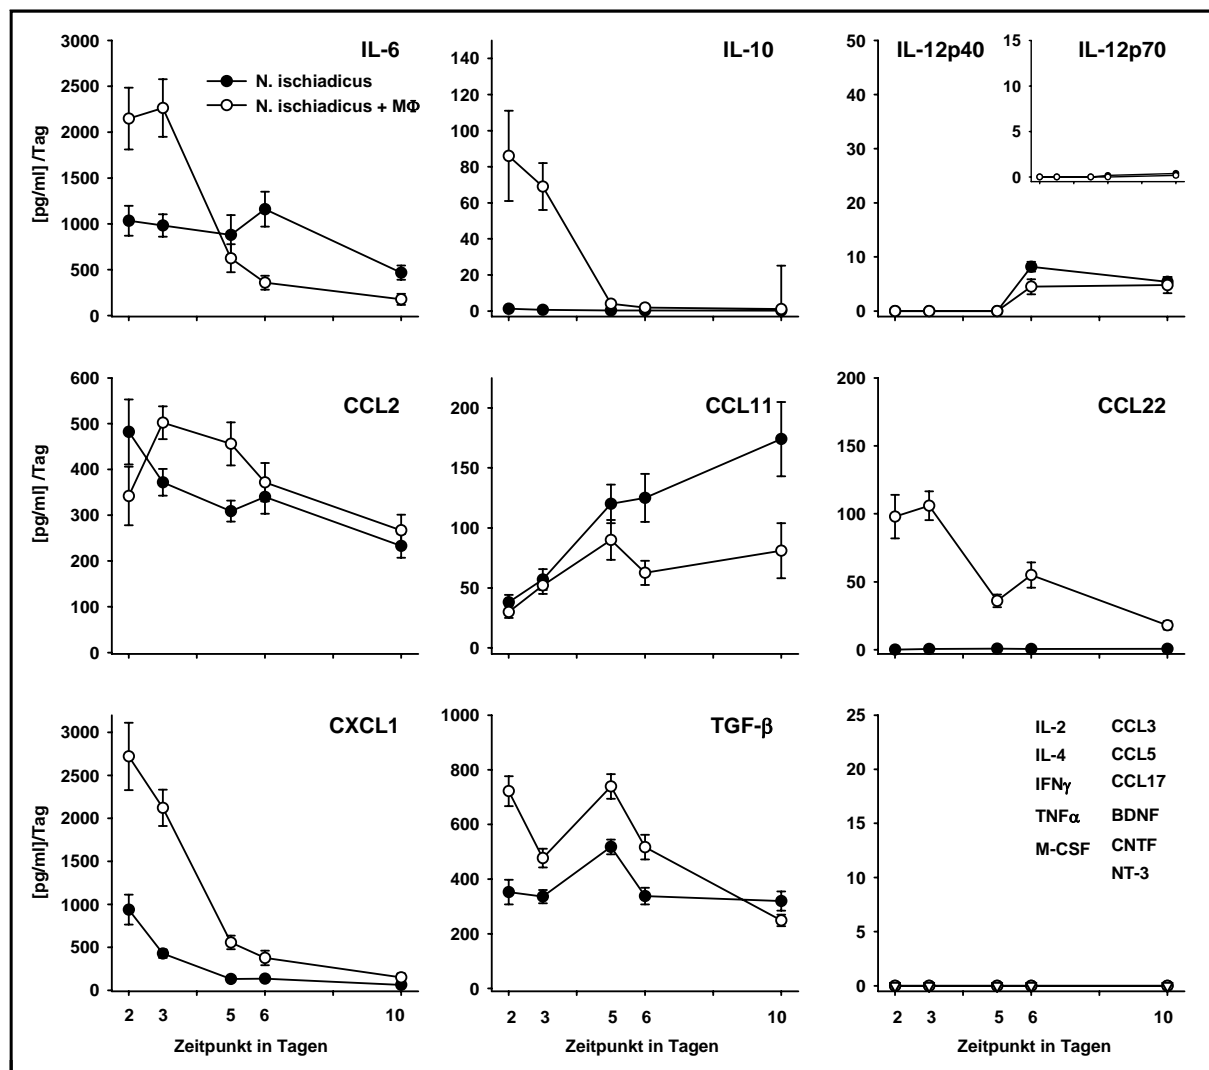 IL-6
3000
2500
2000
1500
1000
500
0
[pg/ml] /Tag
N. ischiadicus
N. ischiadicus + MΦ
IL-10
140
120
100
80
60
40
20
0
IL-12p40
50
40
30
20
10
0
IL-12p70
15
10
5
0
CCL2
600
500
400
300
200
100
0
[pg/ml] /Tag
CCL11
200
150
100
50
0
CCL22
200
150
100
50
0
CXCL1
3000
2500
2000
1500
1000
500
0
[pg/ml]/Tag
2 3 5 6 10
Zeitpunkt in Tagen
TGF-β
1000
800
600
400
200
0
2 3 5 6 10
Zeitpunkt in Tagen
25
20
15
10
5
0
IL-2 CCL3
IL-4 CCL5
IFNγ CCL17
TNFα BDNF
M-CSF CNTF
NT-3
2 3 5 6 10
Zeitpunkt in Tagen